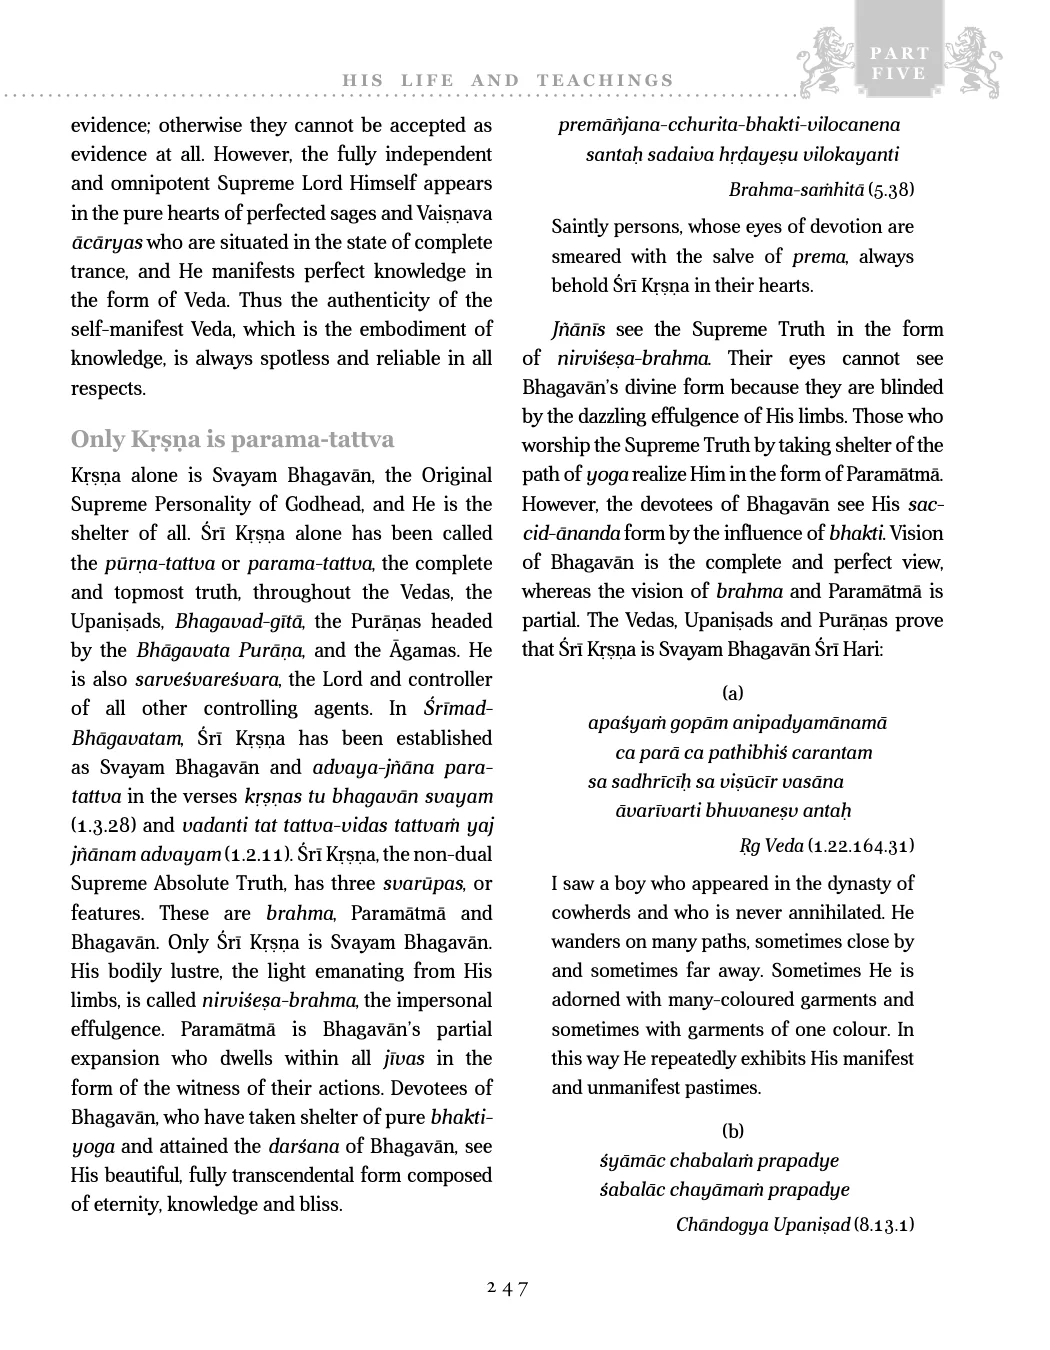 PART
FIVE
HIS LIFE AND TEACHINGS
evidence; otherwise they cannot be accepted as
evidence at all. However, the fully independent
and omnipotent Supreme Lord Himself appears
in the pure hearts of perfected sages and Vaiṣṇava
ācāryas who are situated in the state of complete
trance, and He manifests perfect knowledge in
the form of Veda. Thus the authenticity of the
self-manifest Veda, which is the embodiment of
knowledge, is always spotless and reliable in all
respects.
Only Kṛṣṇa is parama-tattva
Kṛṣṇa alone is Svayam Bhagavān, the Original
Supreme Personality of Godhead, and He is the
shelter of all. Śrī Kṛṣṇa alone has been called
the pūrṇa-tattva or parama-tattva, the complete
and topmost truth, throughout the Vedas, the
Upaniṣads, Bhagavad-gītā, the Purāṇas headed
by the Bhāgavata Purāṇa, and the Āgamas. He
is also sarveśvareśvara, the Lord and controller
of all other controlling agents. In Śrīmad-
Bhāgavatam, Śrī Kṛṣṇa has been established
as Svayam Bhagavān and advaya-jñāna para-
tattva in the verses kṛṣṇas tu bhagavān svayam
(1.3.28) and vadanti tat tattva-vidas tattvaṁ yaj
jñānam advayam (1.2.11). Śrī Kṛṣṇa, the non-dual
Supreme Absolute Truth, has three svarūpas, or
features. These are brahma, Paramātmā and
Bhagavān. Only Śrī Kṛṣṇa is Svayam Bhagavān.
His bodily lustre, the light emanating from His
limbs, is called nirviśeṣa-brahma, the impersonal
effulgence. Paramātmā is Bhagavān's partial
expansion who dwells within all jīvas in the
form of the witness of their actions. Devotees of
Bhagavān, who have taken shelter of pure bhakti-
yoga and attained the darśana of Bhagavān, see
His beautiful, fully transcendental form composed
of eternity, knowledge and bliss.
premāñjana-cchurita-bhakti-vilocanena
santaḥ sadaiva hṛdayeṣu vilokayanti
Brahma-saṁhitā (5.38)
Saintly persons, whose eyes of devotion are
smeared with the salve of prema, always
behold Śrī Kṛṣṇa in their hearts.
Jñānīs see the Supreme Truth in the form
of nirviśeṣa-brahma. Their eyes cannot see
Bhagavān's divine form because they are blinded
by the dazzling effulgence of His limbs. Those who
worship the Supreme Truth by taking shelter of the
path of yoga realize Him in the form of Paramātmā.
However, the devotees of Bhagavān see His sac-
cid-ānanda form by the influence of bhakti. Vision
of Bhagavān is the complete and perfect view,
whereas the vision of brahma and Paramātmā is
partial. The Vedas, Upaniṣads and Purāṇas prove
that Śrī Kṛṣṇa is Svayam Bhagavān Śrī Hari:
(a)
apaśyaṁ gopām anipadyamānamā
ca parā ca pathibhiś carantam
sa sadhrīcīḥ sa viṣūcīr vasāna
āvarīvarti bhuvaneṣv antaḥ
Ṛg Veda (1.22.164.31)
I saw a boy who appeared in the dynasty of
cowherds and who is never annihilated. He
wanders on many paths, sometimes close by
and sometimes far away. Sometimes He is
adorned with many-coloured garments and
sometimes with garments of one colour. In
this way He repeatedly exhibits His manifest
and unmanifest pastimes.
(b)
śyāmāc chabalaṁ prapadye
śabalāc chayāmaṁ prapadye
Chāndogya Upaniṣad (8.13.1)
247